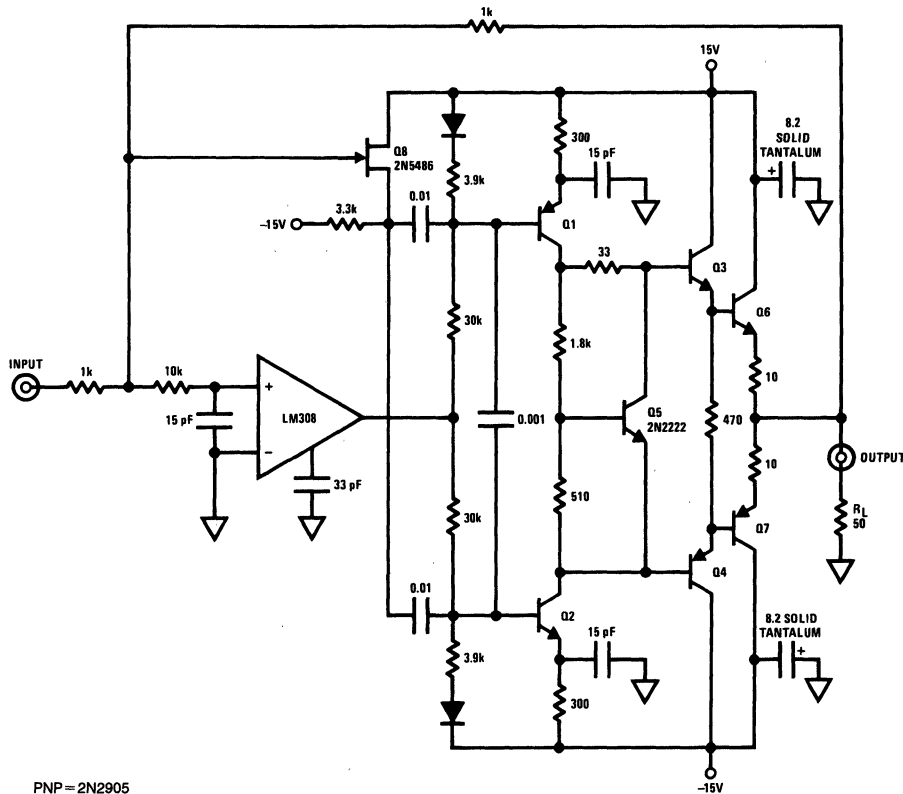 1k
15V
8.2
SOLID
TANTALUM
+
Q8
2N5486
300
15 pF
3.9k
0.01
3.3k
–15V
Q1
33
Q3
Q6
30k
1.8k
10
INPUT
1k
10k
+
LM308
–
15 pF
33 pF
0.001
Q5
2N2222
470
OUTPUT
10
510
30k
RL
50
Q7
Q4
0.01
Q2
15 pF
8.2 SOLID
TANTALUM
+
3.9k
300
–15V
PNP = 2N2905